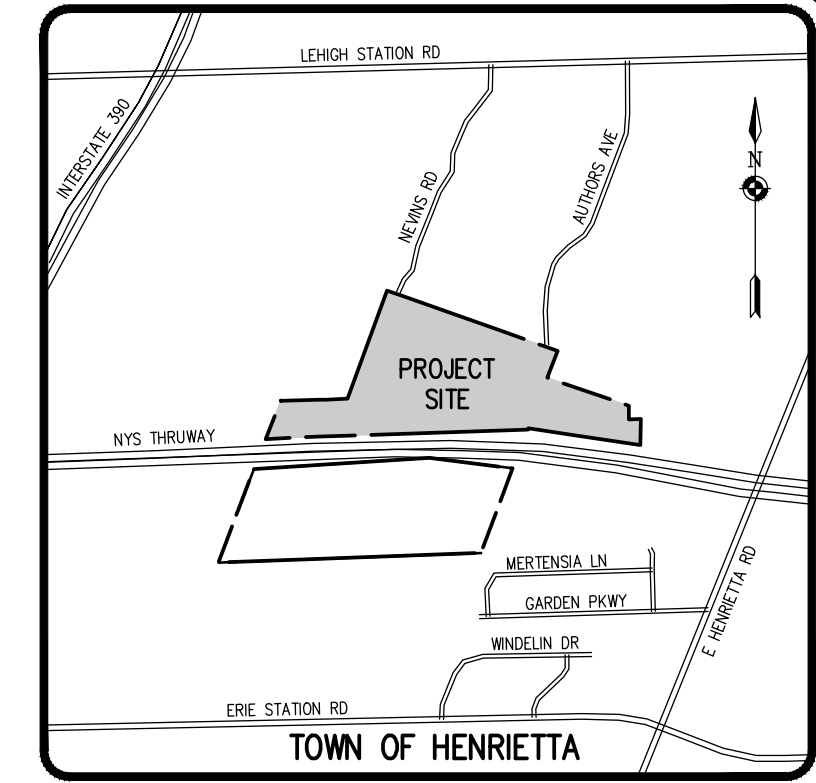 LEHIGH STATION RD
INTERSTATE 390
NEVINS RD
AUTHORS AVE
N
PROJECT
SITE
NYS THRUWAY
MERTENSIA LN
GARDEN PKWY
E HENRIETTA RD
WINDELIN DR
ERIE STATION RD
TOWN OF HENRIETTA